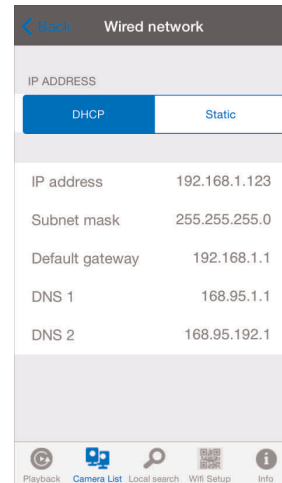 Back Wired network
IP ADDRESS
DHCP Static
IP address 192.168.1.123
Subnet mask 255.255.255.0
Default gateway 192.168.1.1
DNS 1 168.95.1.1
DNS 2 168.95.192.1
Playback Camera List Local search Wifi Setup Info